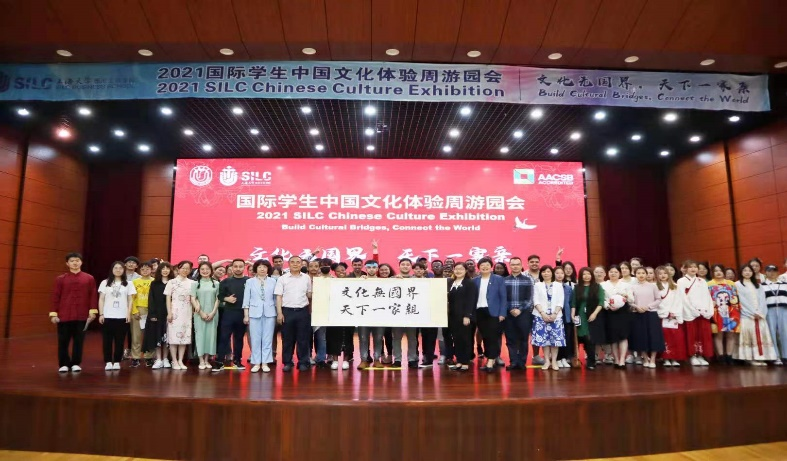 SILC
2021国际学生中国文化体验周游园会
2021 SILC Chinese Culture Exhibition
文化无国界，天下一家亲
Build Cultural Bridges, Connect the World
SILC
AACSB
ACCREDITED
国际学生中国文化体验周游园会
2021 SILC Chinese Culture Exhibition
Build Cultural Bridges, Connect the World
文化无国界 天下一家亲
文化無國界
天下一家親